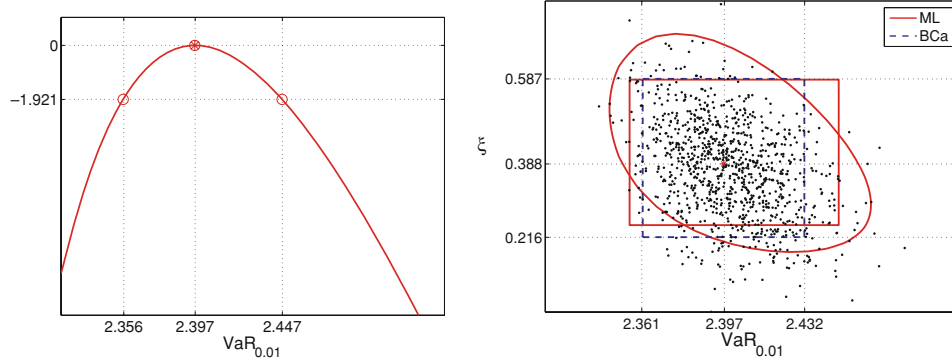 0
−1.921
2.356
2.397
2.447
VaR0.01
ML
BCa
0.587
0.388
0.216
ξ
2.361
2.397
2.432
VaR0.01